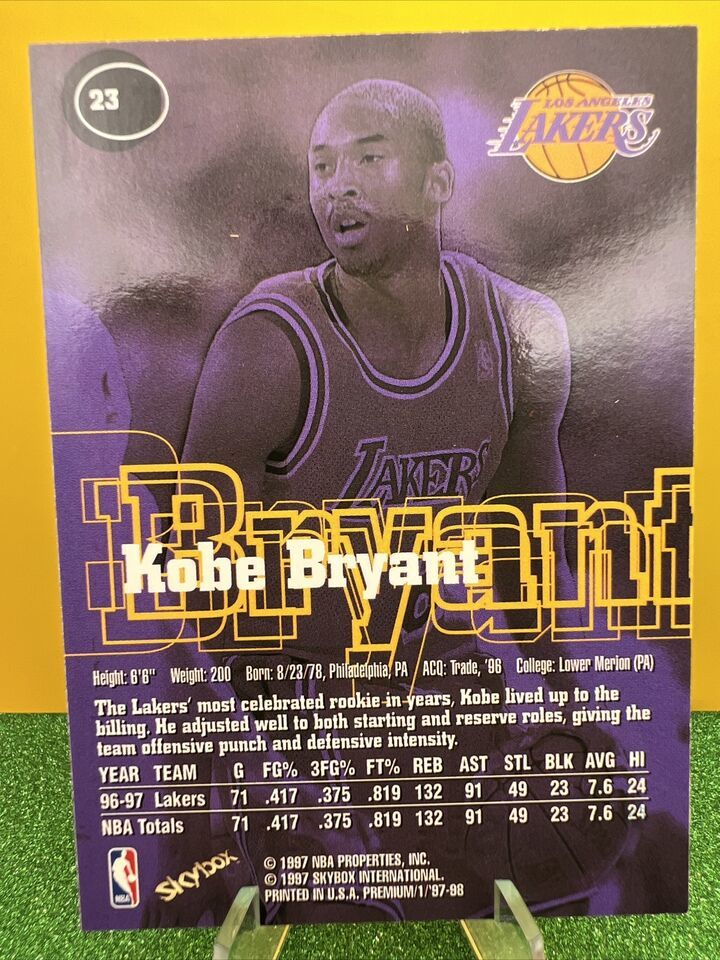 23
LOS ANGELES
LAKERS
LAKERS
Bryant
Kobe Bryant
Height: 6'6" Weight: 200 Born: 8/23/78, Philadelphia, PA ACQ: Trade, '96 College: Lower Merion (PA)
The Lakers' most celebrated rookie in years, Kobe lived up to the
billing. He adjusted well to both starting and reserve roles, giving the
team offensive punch and defensive intensity.
YEAR TEAM G FG% 3FG% FT% REB AST STL BLK AVG HI
96-97 Lakers 71 .417 .375 .819 132 91 49 23 7.6 24
NBA Totals 71 .417 .375 .819 132 91 49 23 7.6 24
NBA
Skybox
© 1997 NBA PROPERTIES, INC.
© 1997 SKYBOX INTERNATIONAL.
PRINTED IN U.S.A. PREMIUM/1/'97-98